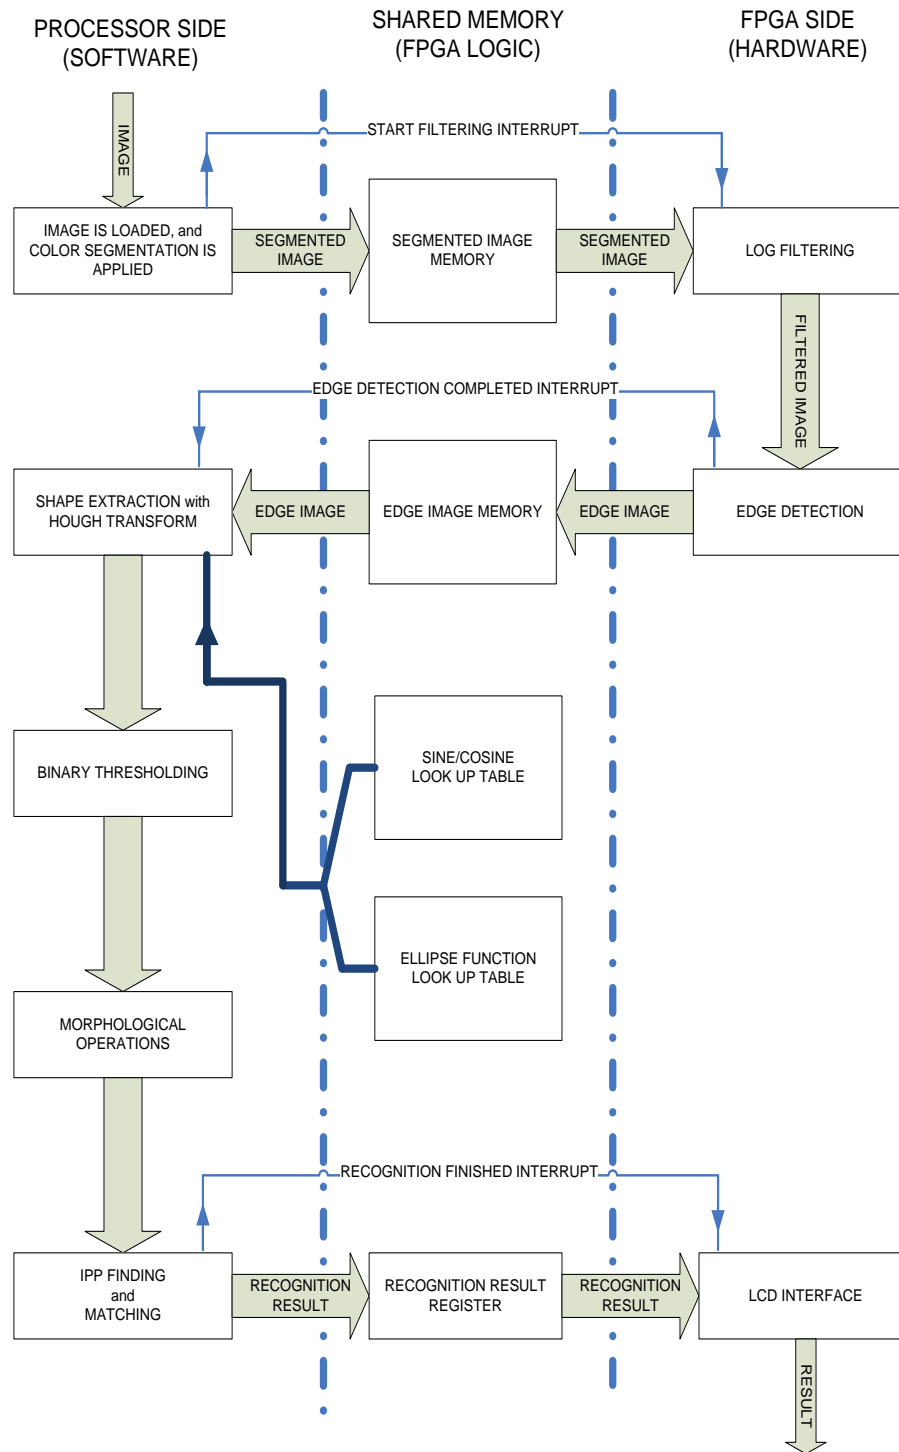 PROCESSOR SIDE
(SOFTWARE)
SHARED MEMORY
(FPGA LOGIC)
FPGA SIDE
(HARDWARE)
IMAGE
START FILTERING INTERRUPT
IMAGE IS LOADED, and
COLOR SEGMENTATION IS
APPLIED
SEGMENTED
IMAGE
SEGMENTED IMAGE
MEMORY
SEGMENTED
IMAGE
LOG FILTERING
FILTERED IMAGE
EDGE DETECTION COMPLETED INTERRUPT
SHAPE EXTRACTION with
HOUGH TRANSFORM
EDGE IMAGE
EDGE IMAGE MEMORY
EDGE IMAGE
EDGE DETECTION
BINARY THRESHOLDING
SINE/COSINE
LOOK UP TABLE
ELLIPSE FUNCTION
LOOK UP TABLE
MORPHOLOGICAL
OPERATIONS
RECOGNITION FINISHED INTERRUPT
IPP FINDING
and
MATCHING
RECOGNITION
RESULT
RECOGNITION RESULT
REGISTER
RECOGNITION
RESULT
LCD INTERFACE
RESULT